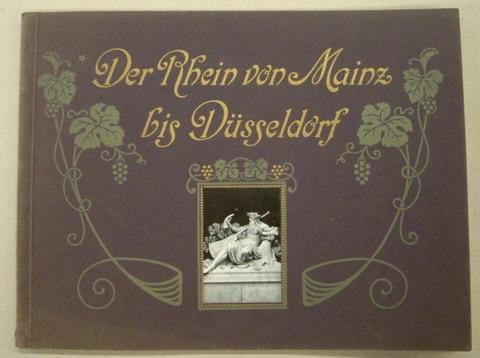 Der Rhein von Mainz
bis Düsseldorf